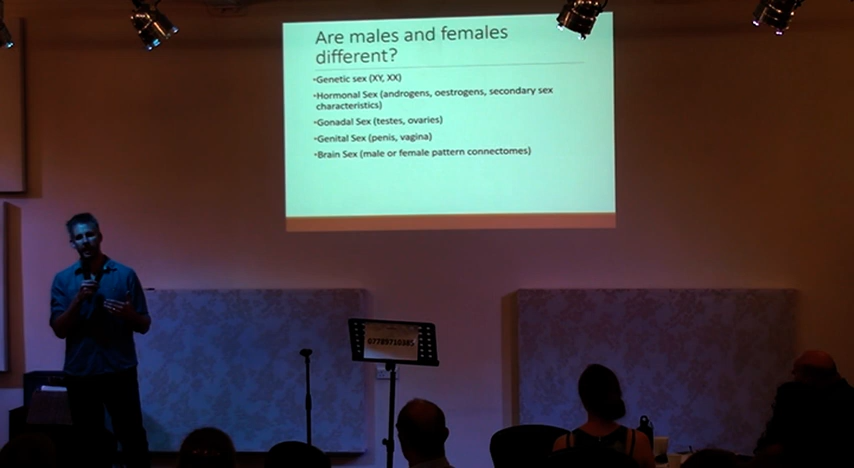 Are males and females
different?
•Genetic sex (XY, XX)
•Hormonal Sex (androgens, oestrogens, secondary sex
characteristics)
•Gonadal Sex (testes, ovaries)
•Genital Sex (penis, vagina)
•Brain Sex (male or female pattern connectomes)